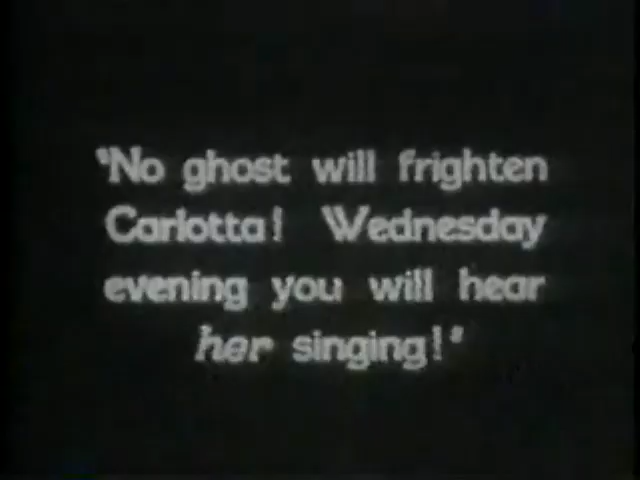 "No ghost will frighten
Carlotta! Wednesday
evening you will hear
her singing!"